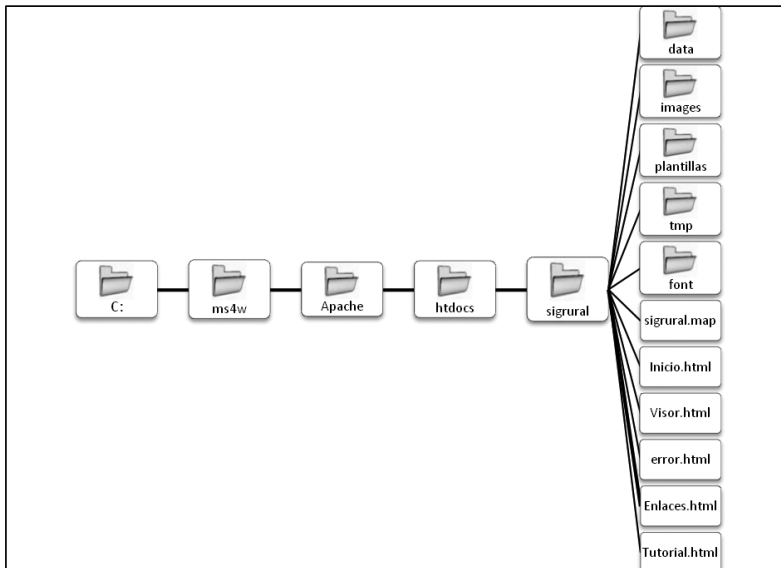 C:
ms4w
Apache
htdocs
sigrural
data
images
plantillas
tmp
font
sigrural.map
Inicio.html
Visor.html
error.html
Enlaces.html
Tutorial.html